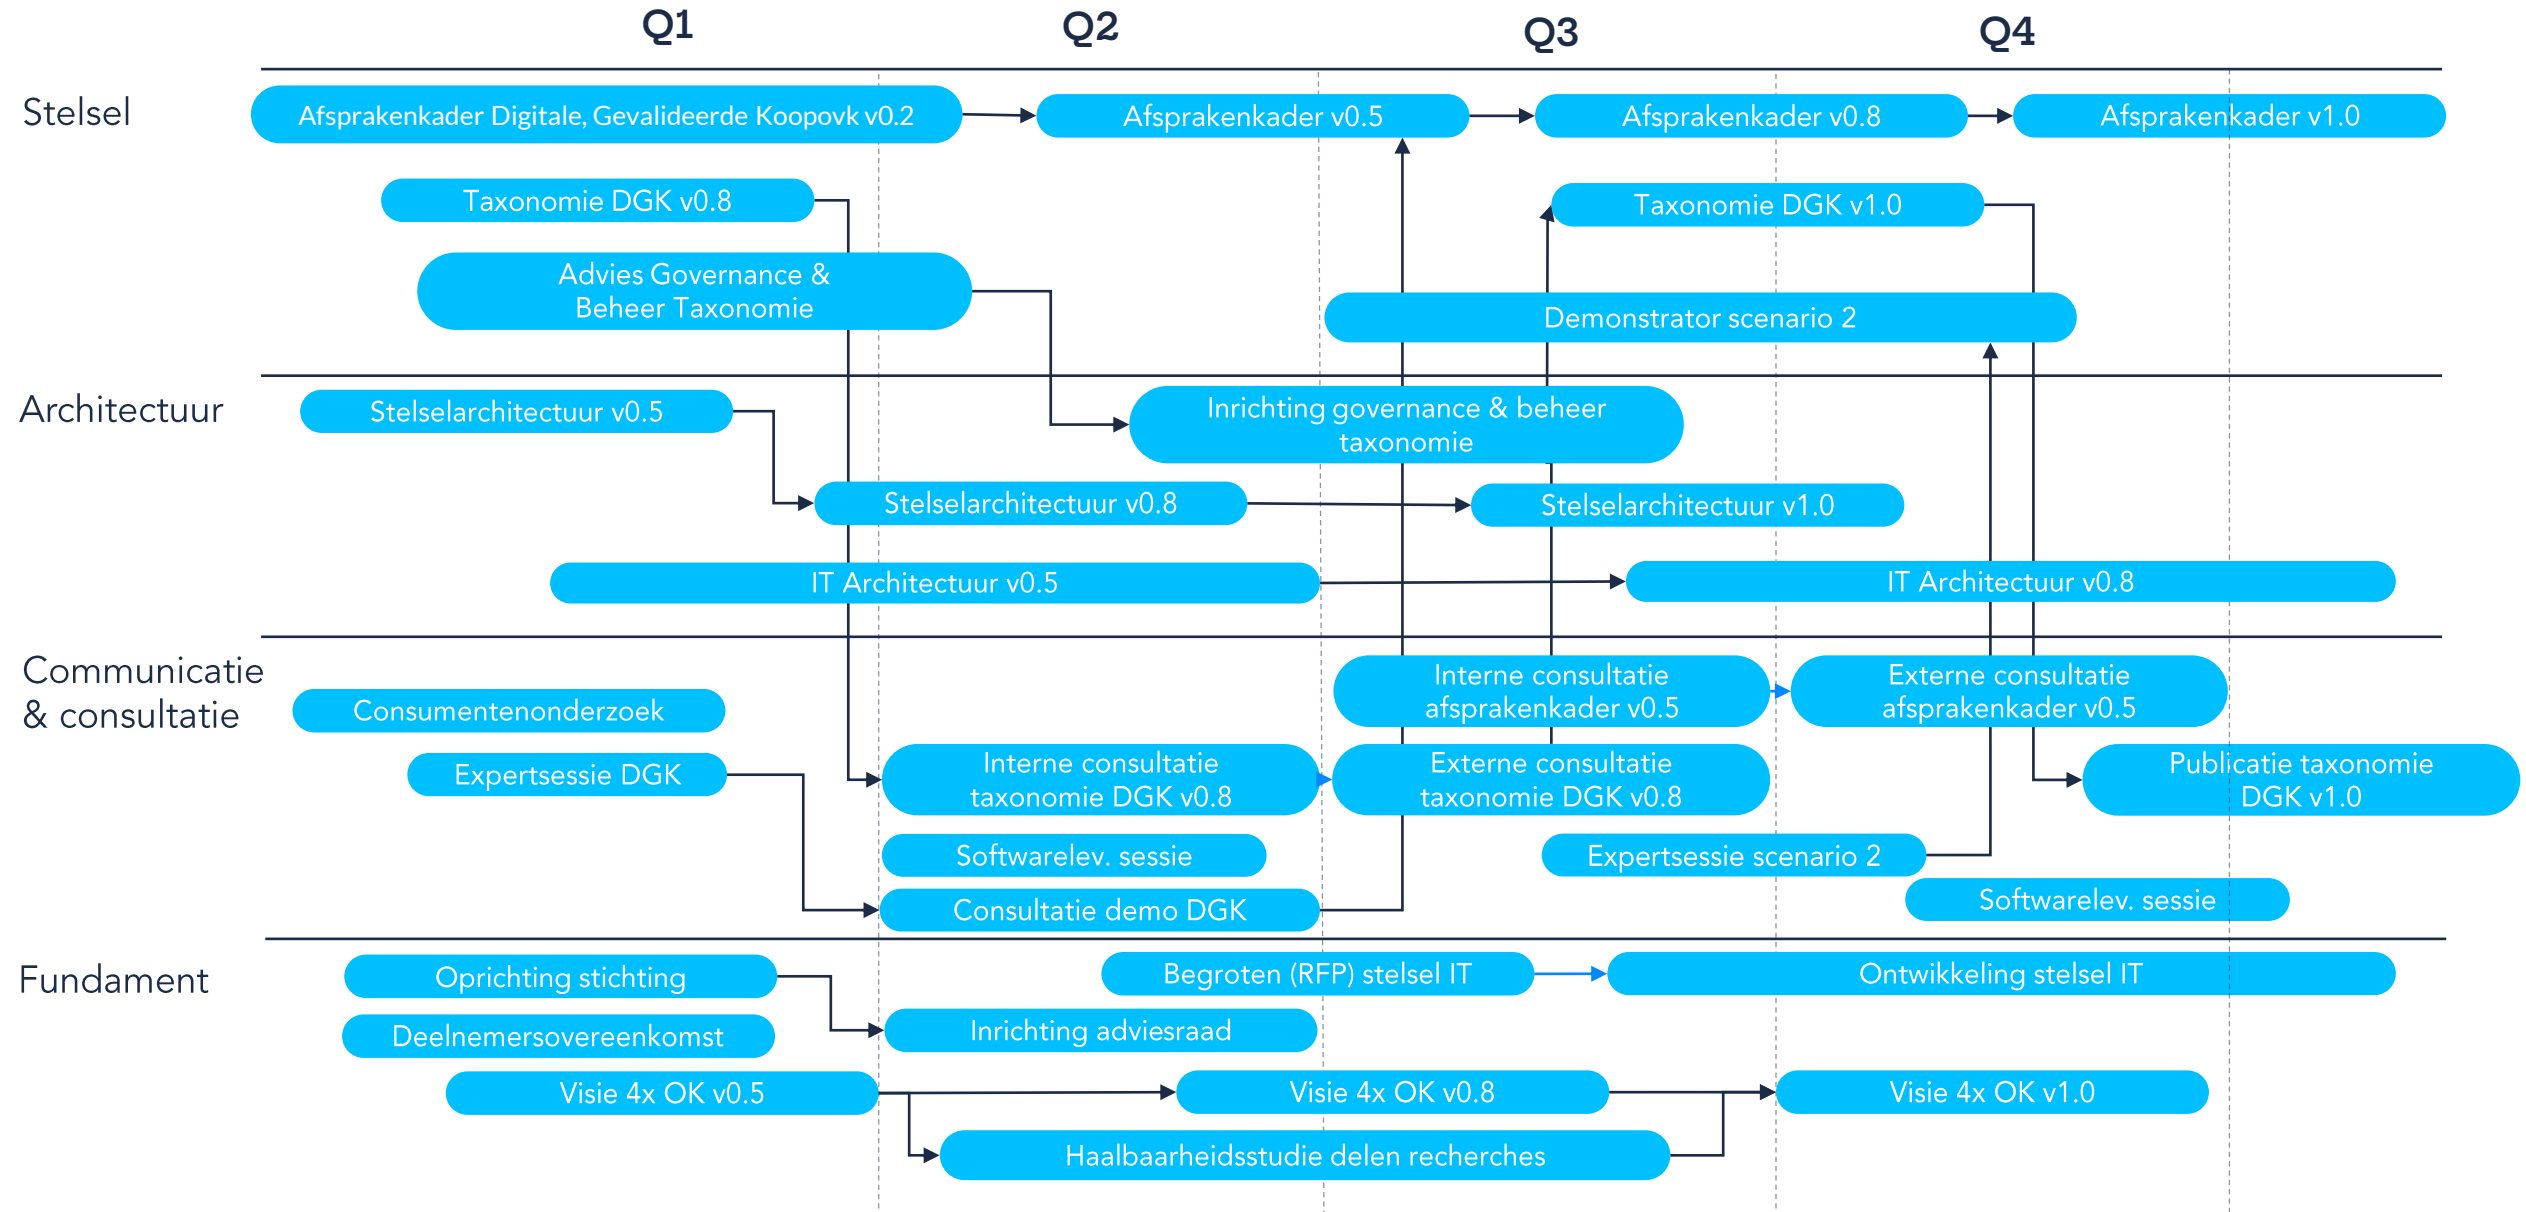 Q1
Q2
Q3
Q4
Stelsel
Afsprakenkader Digitale, Gevalideerde Koopovk v0.2
Afsprakenkader v0.5
Afsprakenkader v0.8
Afsprakenkader v1.0
Taxonomie DGK v0.8
Taxonomie DGK v1.0
Advies Governance &
Beheer Taxonomie
Demonstrator scenario 2
Architectuur
Stelselarchitectuur v0.5
Inrichting governance & beheer
taxonomie
Stelselarchitectuur v0.8
Stelselarchitectuur v1.0
IT Architectuur v0.5
IT Architectuur v0.8
Communicatie
& consultatie
Interne consultatie
afsprakenkader v0.5
Externe consultatie
afsprakenkader v0.5
Consumentenonderzoek
Expertsessie DGK
Interne consultatie
taxonomie DGK v0.8
Externe consultatie
taxonomie DGK v0.8
Publicatie taxonomie
DGK v1.0
Softwarelev. sessie
Expertsessie scenario 2
Softwarelev. sessie
Consultatie demo DGK
Fundament
Oprichting stichting
Begroten (RFP) stelsel IT
Ontwikkeling stelsel IT
Deelnemersovereenkomst
Inrichting adviesraad
Visie 4x OK v0.5
Visie 4x OK v0.8
Visie 4x OK v1.0
Haalbaarheidsstudie delen recherches